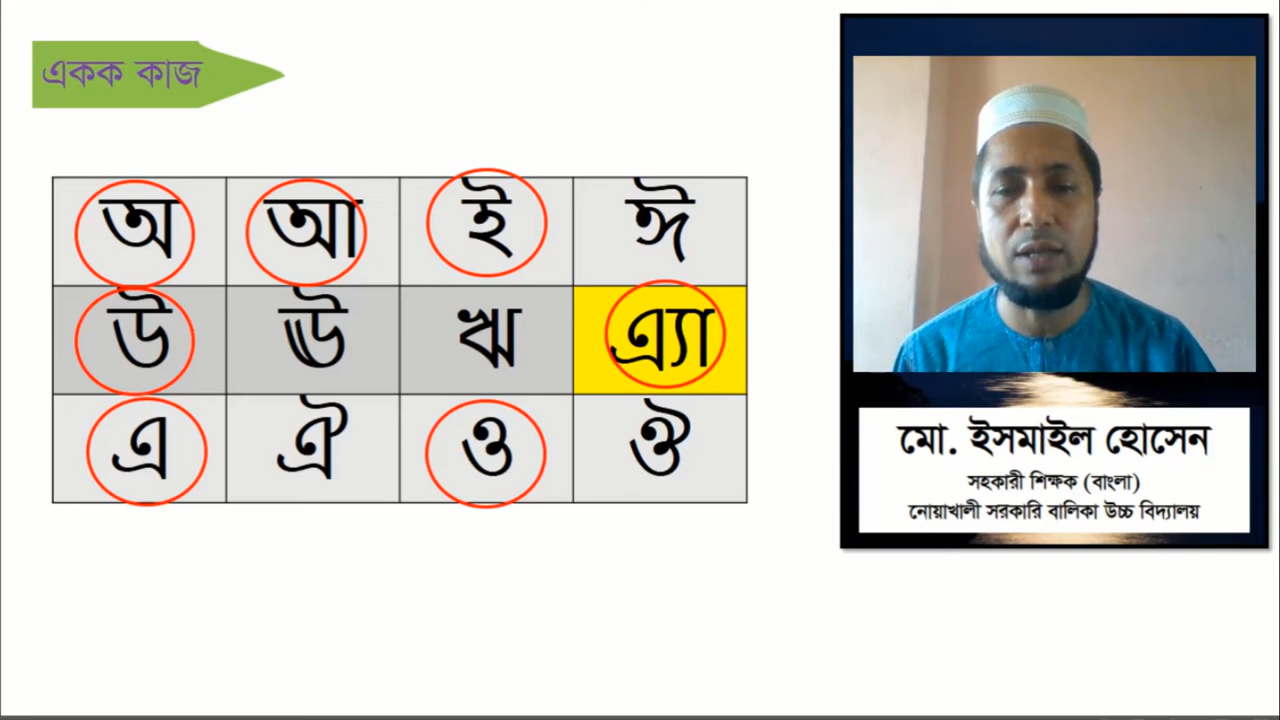 একক কাজ
অ আ ই ঈ
উ ঊ ঋ এ্যা
এ ঐ ও ঔ
মো. ইসমাইল হোসেন
সহকারী শিক্ষক (বাংলা)
নোয়াখালী সরকারি বালিকা উচ্চ বিদ্যালয়